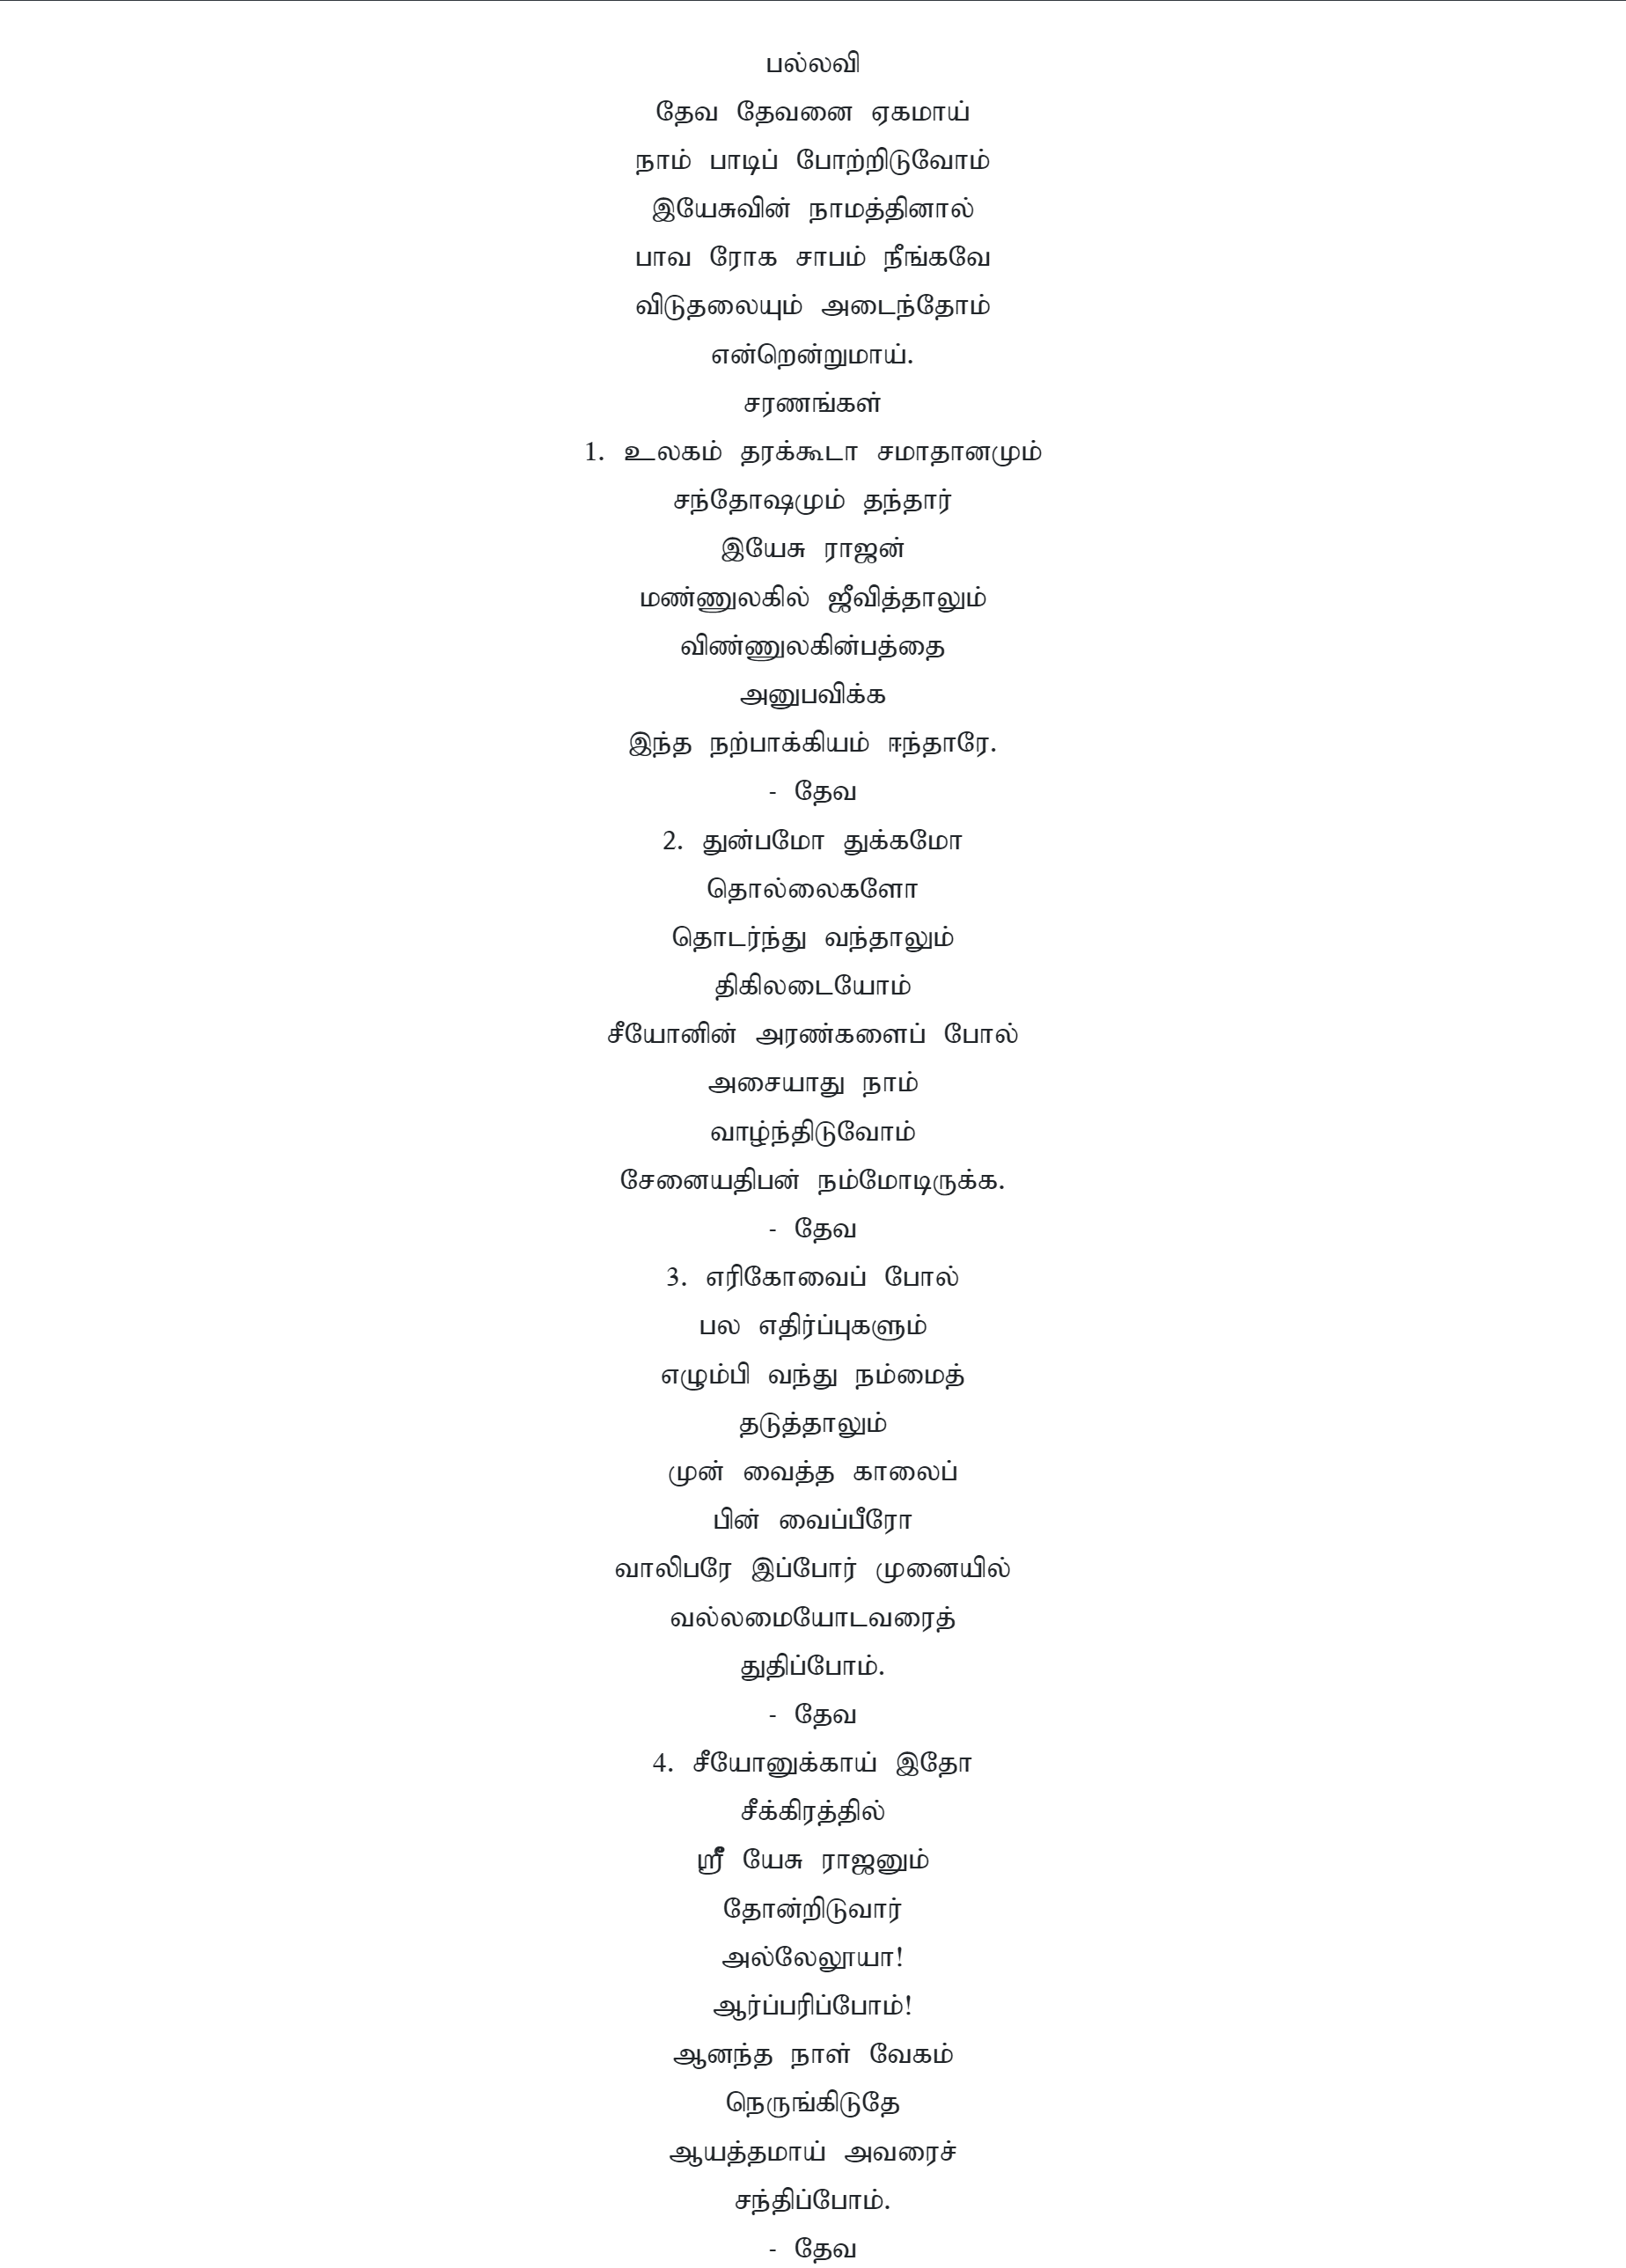 பல்லவி
தேவ தேவனை ஏகமாய்
நாம் பாடிப் போற்றிடுவோம்
இயேசுவின் நாமத்தினால்
பாவ ரோக சாபம் நீங்கவே
விடுதலையும் அடைந்தோம்
என்றென்றுமாய்.
சரணங்கள்
1. உலகம் தரக்கூடா சமாதானமும்
சந்தோஷமும் தந்தார்
இயேசு ராஜன்
மண்ணுலகில் ஜீவித்தாலும்
விண்ணுலகின்பத்தை
அனுபவிக்க
இந்த நற்பாக்கியம் ஈந்தாரே.
- தேவ
2. துன்பமோ துக்கமோ
தொல்லைகளோ
தொடர்ந்து வந்தாலும்
திகிலடையோம்
சீயோனின் அரண்களைப் போல்
அசையாது நாம்
வாழ்ந்திடுவோம்
சேனையதிபன் நம்மோடிருக்க.
- தேவ
3. எரிகோவைப் போல்
பல எதிர்ப்புகளும்
எழும்பி வந்து நம்மைத்
தடுத்தாலும்
முன் வைத்த காலைப்
பின் வைப்பீரோ
வாலிபரே இப்போர் முனையில்
வல்லமையோடவரைத்
துதிப்போம்.
- தேவ
4. சீயோனுக்காய் இதோ
சீக்கிரத்தில்
ஸ்ரீ யேசு ராஜனும்
தோன்றிடுவார்
அல்லேலூயா!
ஆர்ப்பரிப்போம்!
ஆனந்த நாள் வேகம்
நெருங்கிடுதே
ஆயத்தமாய் அவரைச்
சந்திப்போம்.
- தேவ